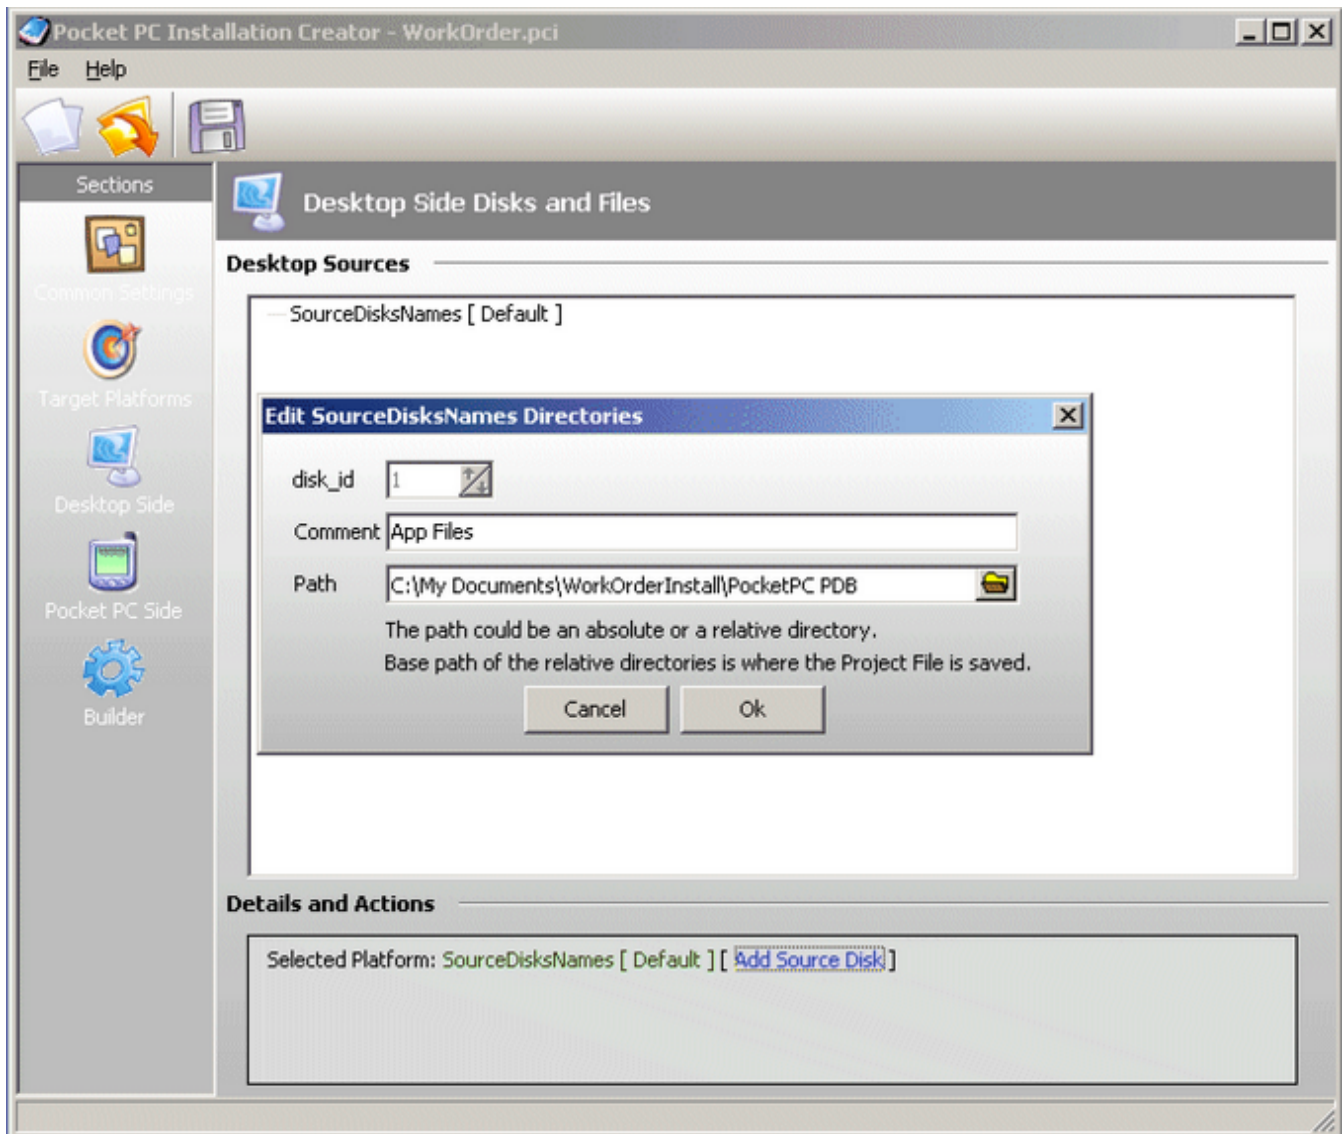 Pocket PC Installation Creator - WorkOrder.pci
File Help
Sections
Common Settings
Target Platforms
Desktop Side
Pocket PC Side
Builder
Desktop Side Disks and Files
Desktop Sources
SourceDisksNames [ Default ]
Edit SourceDisksNames Directories
disk_id 1
Comment App Files
Path C:\My Documents\WorkOrderInstall\PocketPC PDB
The path could be an absolute or a relative directory.
Base path of the relative directories is where the Project File is saved.
Cancel Ok
Details and Actions
Selected Platform: SourceDisksNames [ Default ] [ Add Source Disk ]